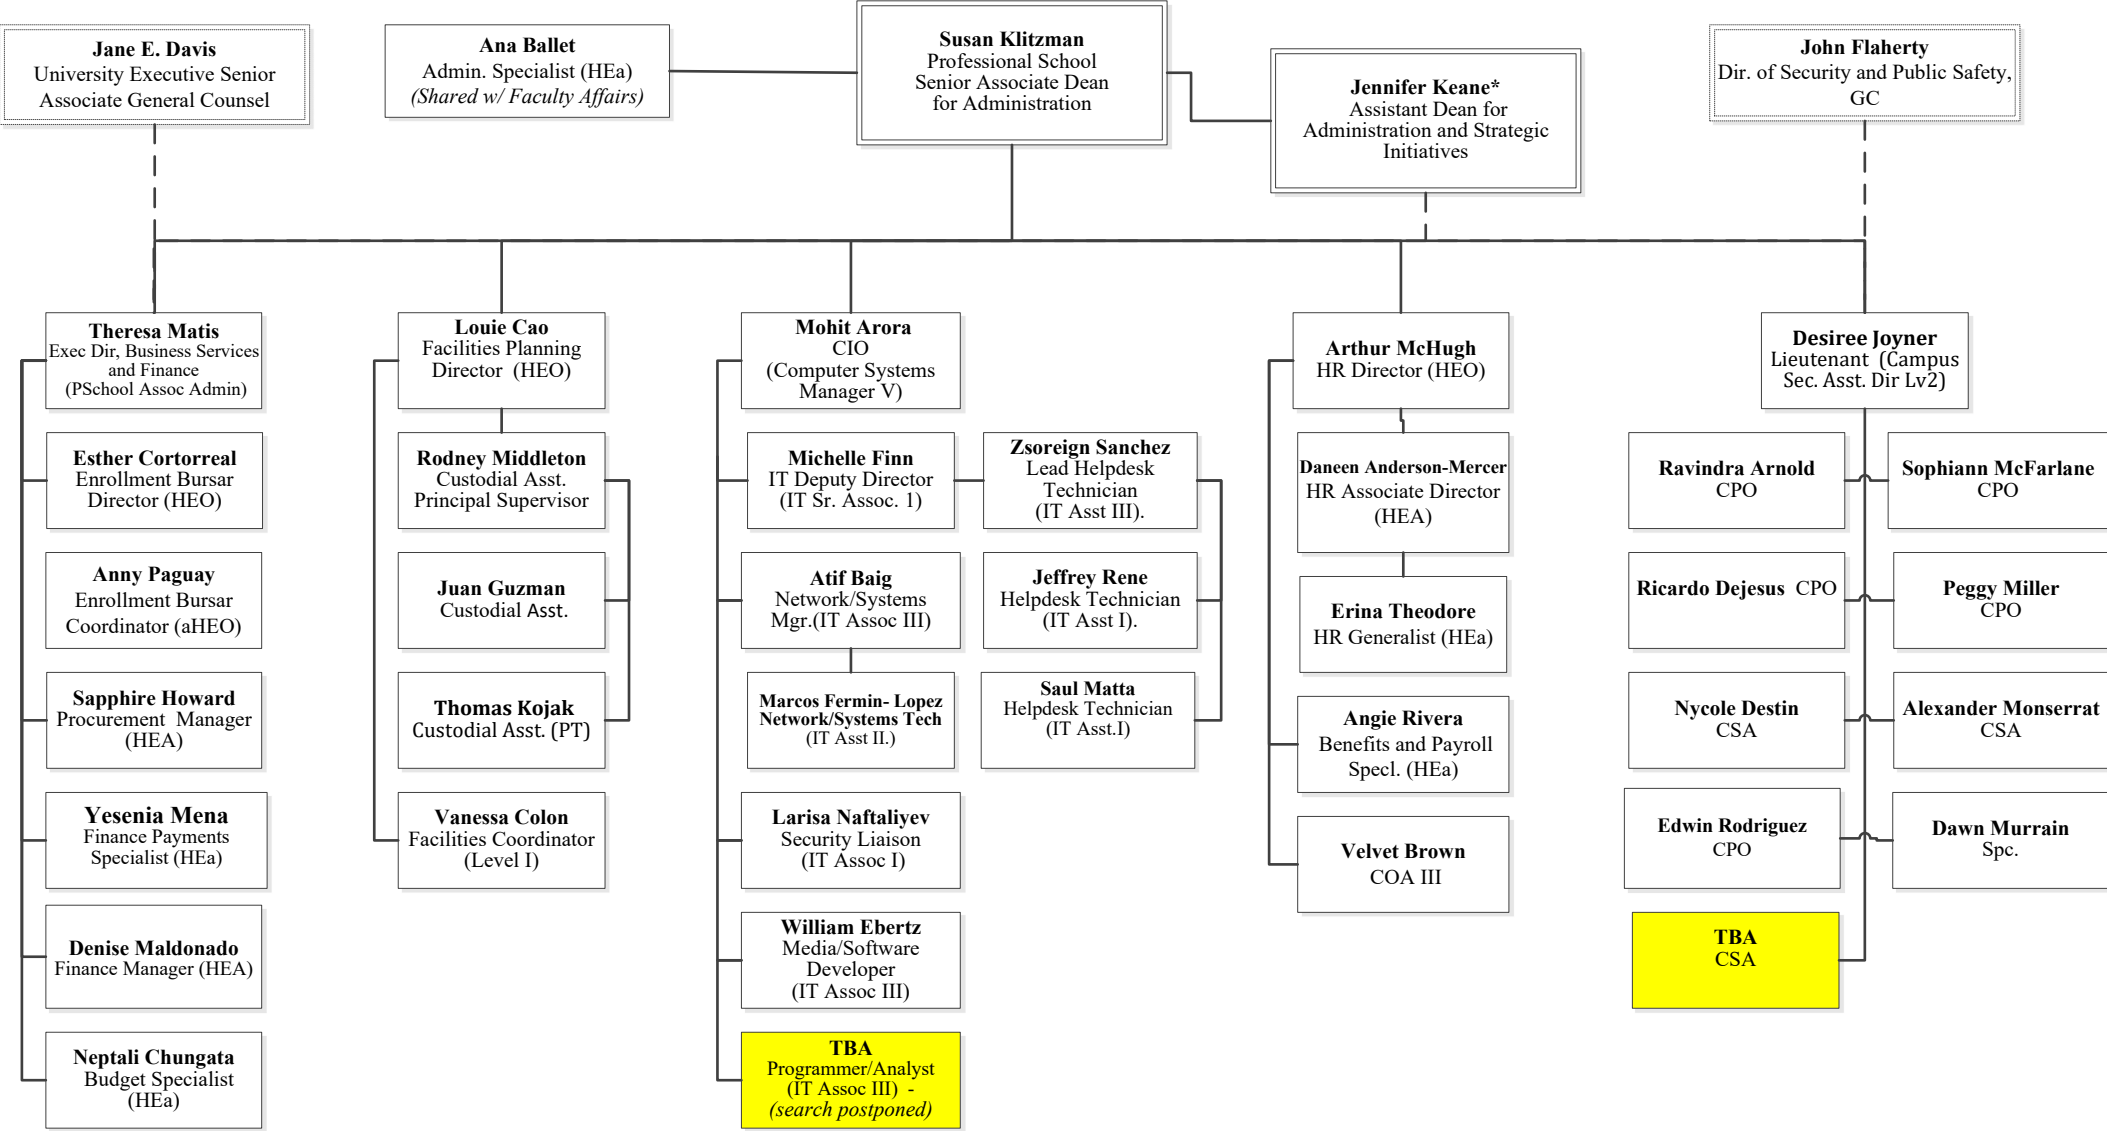 Jane E. Davis
University Executive Senior
Associate General Counsel
Ana Ballet
Admin. Specialist (HEa)
(Shared w/ Faculty Affairs)
Susan Klitzman
Professional School
Senior Associate Dean
for Administration
Jennifer Keane*
Assistant Dean for
Administration and Strategic
Initiatives
John Flaherty
Dir. of Security and Public Safety,
GC
Theresa Matis
Exec Dir, Business Services
and Finance
(PSchool Assoc Admin)
Esther Cortorreal
Enrollment Bursar
Director (HEO)
Anny Paguay
Enrollment Bursar
Coordinator (aHEO)
Sapphire Howard
Procurement  Manager
(HEA)
Yesenia Mena
Finance Payments
Specialist (HEa)
Denise Maldonado
Finance Manager (HEA)
Neptali Chungata
Budget Specialist
(HEa)
Louie Cao
Facilities Planning
Director  (HEO)
Rodney Middleton
Custodial Asst.
Principal Supervisor
Juan Guzman
Custodial Asst.
Thomas Kojak
Custodial Asst. (PT)
Vanessa Colon
Facilities Coordinator
(Level I)
Mohit Arora
CIO
(Computer Systems
Manager V)
Michelle Finn
IT Deputy Director
(IT Sr. Assoc. 1)
Atif Baig
Network/Systems
Mgr.(IT Assoc III)
Marcos Fermin- Lopez
Network/Systems Tech
(IT Asst II.)
Larisa Naftaliyev
Security Liaison
(IT Assoc I)
William Ebertz
Media/Software
Developer
(IT Assoc III)
TBA
Programmer/Analyst
(IT Assoc III)  -
(search postponed)
Zsoreign Sanchez
Lead Helpdesk
Technician
(IT Asst III).
Jeffrey Rene
Helpdesk Technician
(IT Asst I).
Saul Matta
Helpdesk Technician
(IT Asst.I)
Arthur McHugh
HR Director (HEO)
Daneen Anderson-Mercer
HR Associate Director
(HEA)
Erina Theodore
HR Generalist (HEa)
Angie Rivera
Benefits and Payroll
Specl. (HEa)
Velvet Brown
COA III
Desiree Joyner
Lieutenant  (Campus
Sec. Asst. Dir Lv2)
Ravindra Arnold
CPO
Sophiann McFarlane
CPO
Ricardo Dejesus  CPO
Peggy Miller
CPO
Nycole Destin
CSA
Alexander Monserrat
CSA
Edwin Rodriguez
CPO
Dawn Murrain
Spc.
TBA
CSA